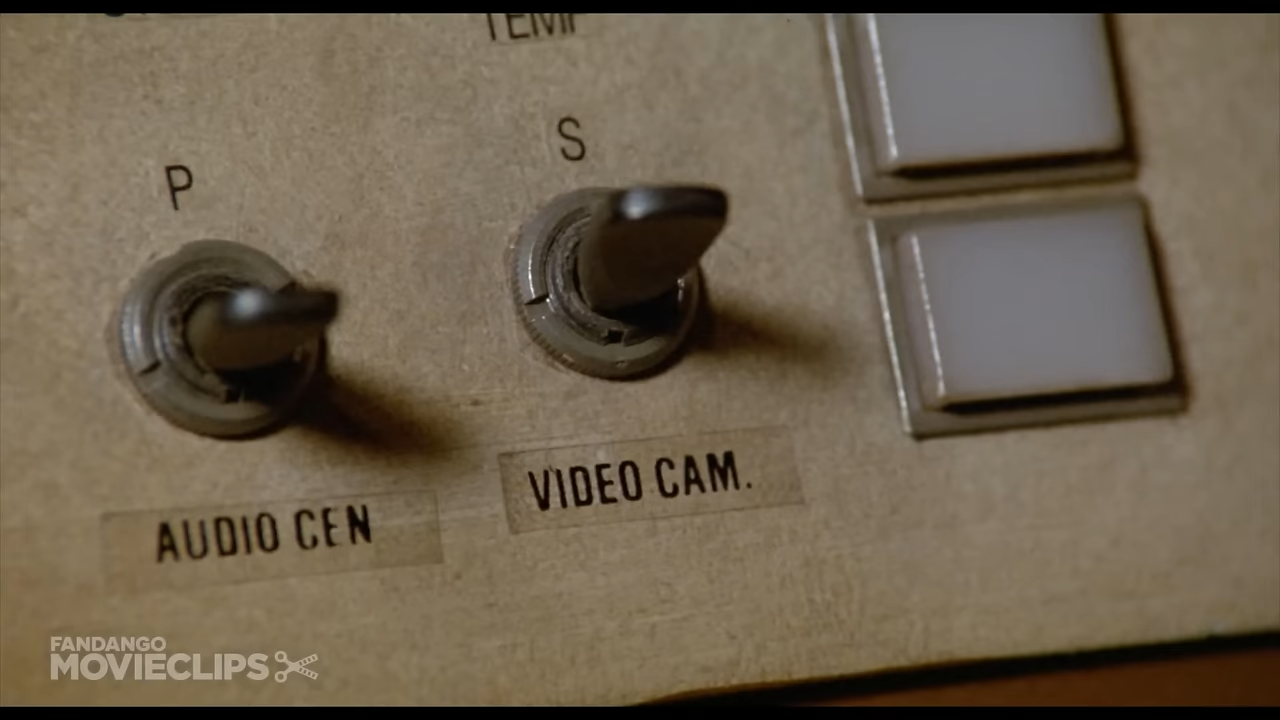 TEMP
P
S
AUDIO CEN
VIDEO CAM.
FANDANGO
MOVIECLIPS